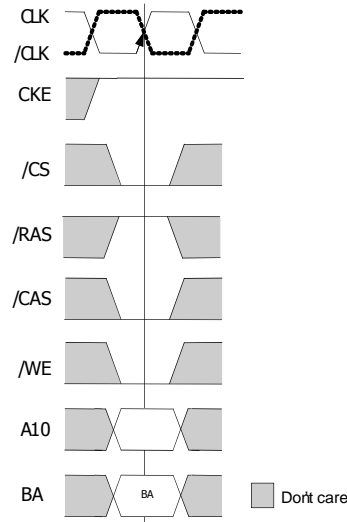 CLK
/CLK
CKE
/CS
/RAS
/CAS
/WE
A10
BA BA
Don't care